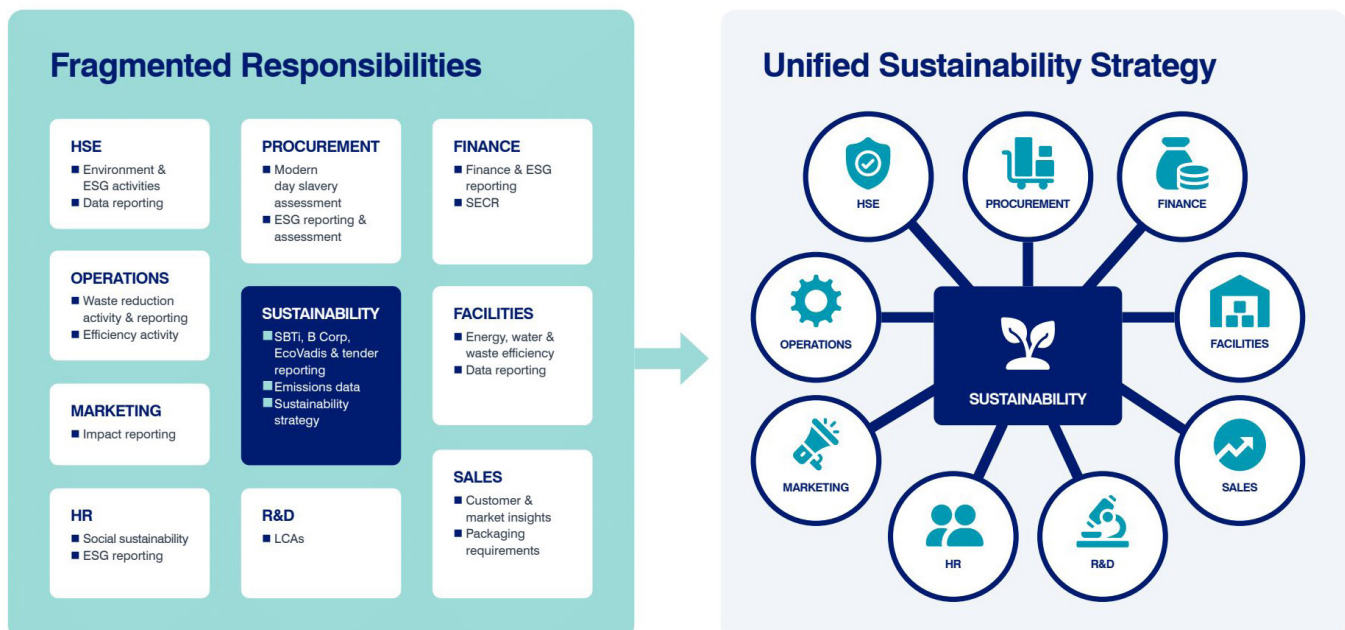 Fragmented Responsibilities
HSE
■ Environment &
ESG activities
■ Data reporting
OPERATIONS
■ Waste reduction
activity & reporting
■ Efficiency activity
MARKETING
■ Impact reporting
HR
■ Social sustainability
■ ESG reporting
PROCUREMENT
■ Modern
day slavery
assessment
■ ESG reporting &
assessment
SUSTAINABILITY
■ SBTi, B Corp,
EcoVadis & tender
reporting
■ Emissions data
■ Sustainability
strategy
R&D
■ LCAs
FINANCE
■ Finance & ESG
reporting
■ SECR
FACILITIES
■ Energy, water &
waste efficiency
■ Data reporting
SALES
■ Customer &
market insights
■ Packaging
requirements
Unified Sustainability Strategy
HSE
PROCUREMENT
FINANCE
OPERATIONS
FACILITIES
SUSTAINABILITY
MARKETING
SALES
HR
R&D